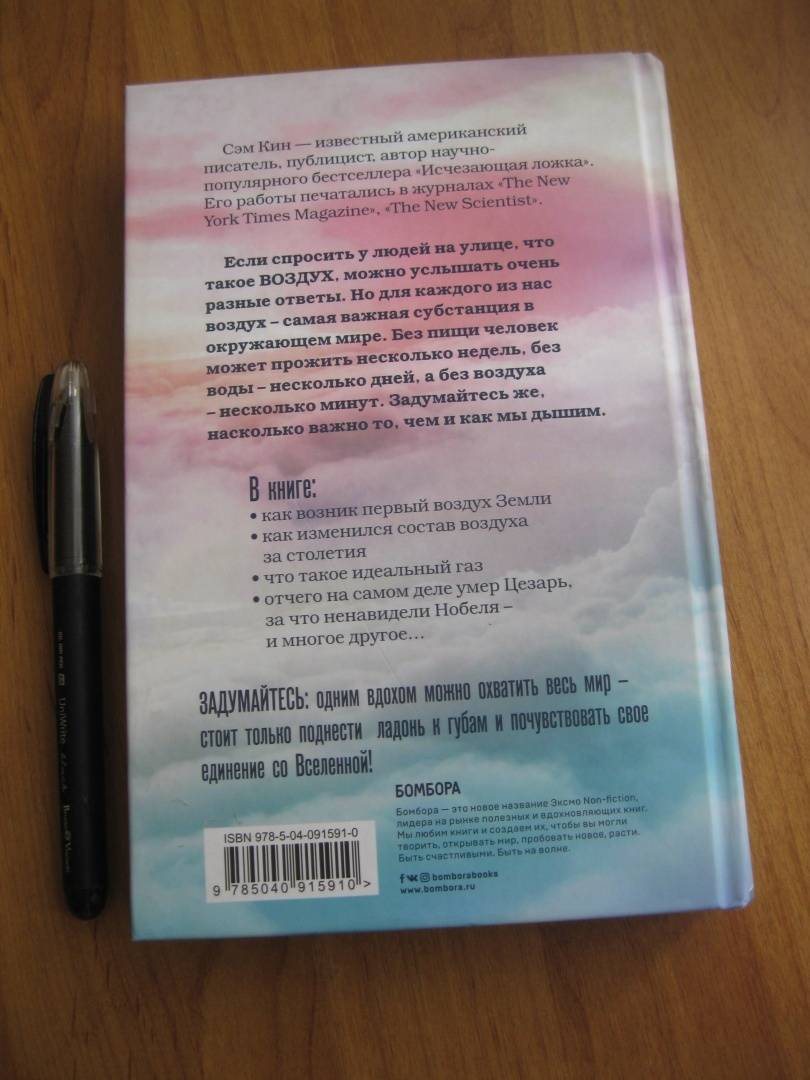 Сэм Кин — известный американский
писатель, публицист, автор научно-
популярного бестселлера «Исчезающая ложка».
Его работы печатались в журналах «The New
York Times Magazine», «The New Scientist».
Если спросить у людей на улице, что
такое ВОЗДУХ, можно услышать очень
разные ответы. Но для каждого из нас
воздух – самая важная субстанция в
окружающем мире. Без пищи человек
может прожить несколько недель, без
воды – несколько дней, а без воздуха
– несколько минут. Задумайтесь же,
насколько важно то, чем и как мы дышим.
В книге:
• как возник первый воздух Земли
• как изменился состав воздуха
за столетия
• что такое идеальный газ
• отчего на самом деле умер Цезарь,
за что ненавидели Нобеля –
и многое другое...
ЗАДУМАЙТЕСЬ: одним вдохом можно охватить весь мир –
стоит только поднести ладонь к губам и почувствовать свое
единение со Вселенной!
БОМБОРА
Бомбора — это новое название Эксмо Non-fiction,
лидера на рынке полезных и вдохновляющих книг.
Мы любим книги и создаем их, чтобы вы могли
творить, открывать мир, пробовать новое, расти.
Быть счастливыми. Быть на волне.
bomborabooks
www.bombora.ru
ISBN 978-5-04-091591-0
9 785040 915910 >
UniWrite